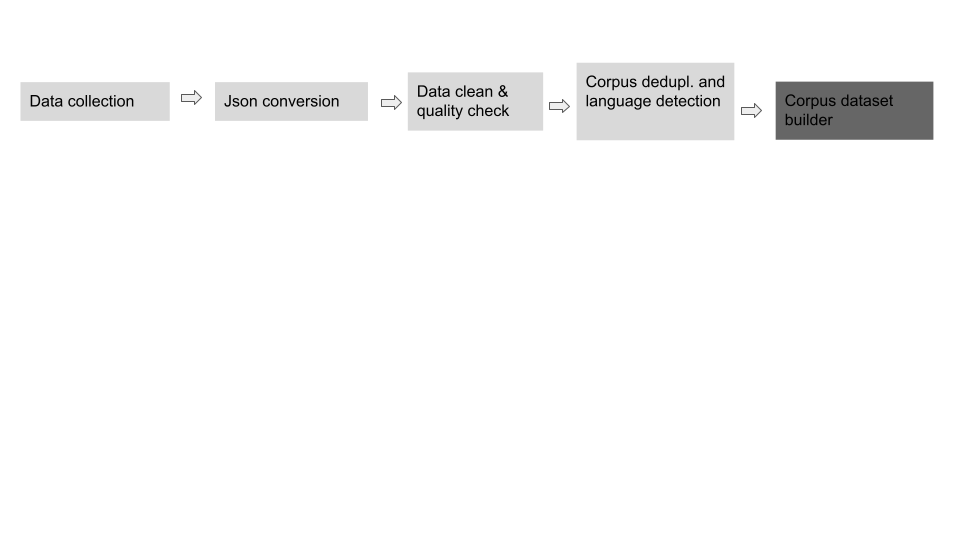 Data collection
Json conversion
Data clean &
quality check
Corpus dedupl. and
language detection
Corpus dataset
builder